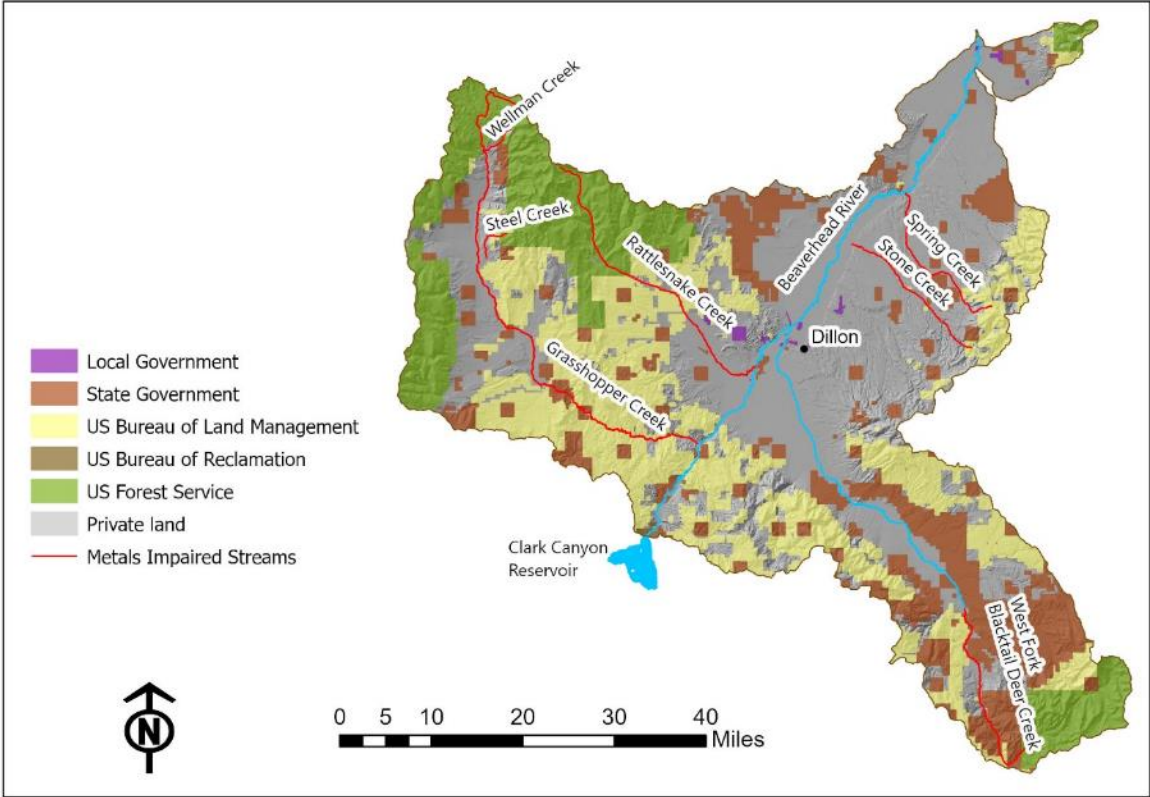 Wellman Creek
Steel Creek
Rattlesnake Creek
Beaverhead River
Spring Creek
Stone Creek
Dillon
Grasshopper Creek
Local Government
State Government
US Bureau of Land Management
US Bureau of Reclamation
US Forest Service
Private land
Metals Impaired Streams
Clark Canyon
Reservoir
West Fork
Blacktail Deer Creek
N
0 5 10 20 30 40
Miles